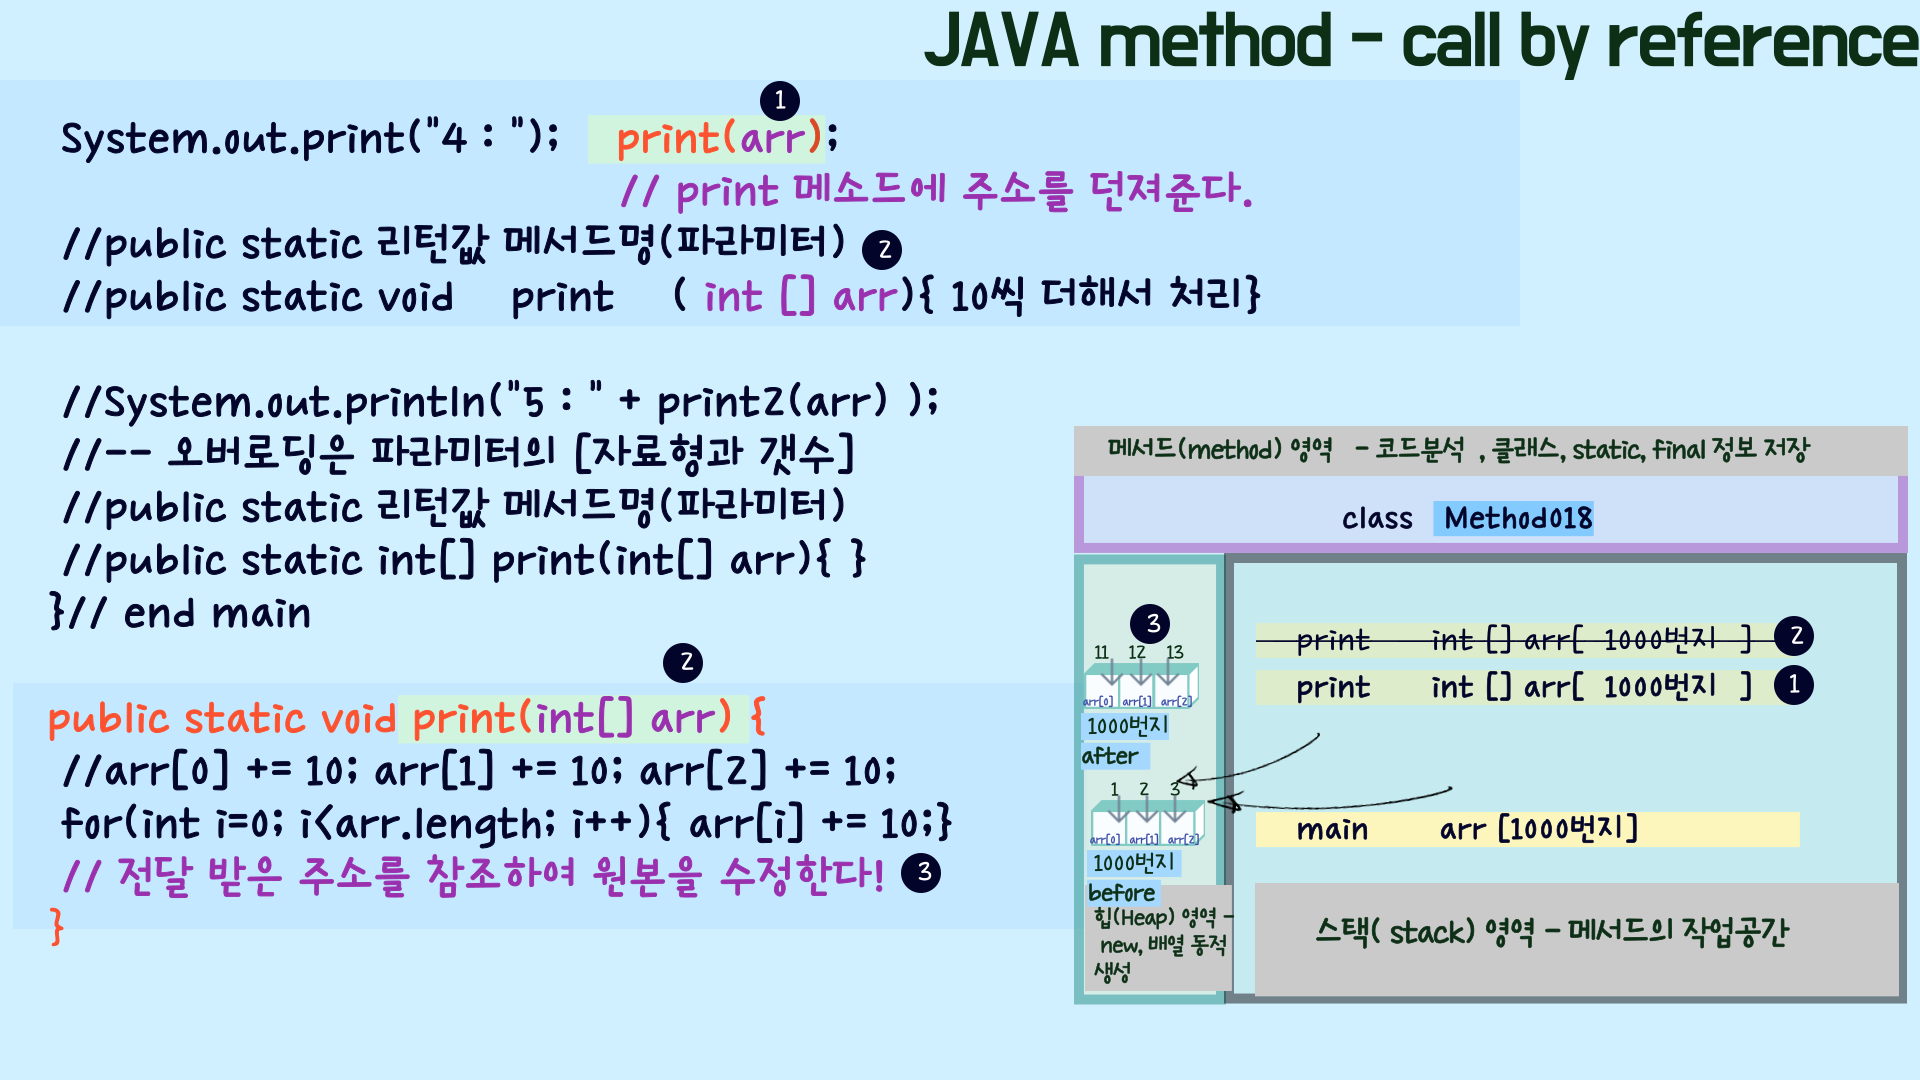 JAVA method - call by reference
1
System.out.print("4 : ");   print(arr);
// print 메소드에 주소를 던져준다.
//public static 리턴값 메서드명(파라미터) 2
//public static void   print   ( int [] arr){ 10씩 더해서 처리}
//System.out.println("5 : " + print2(arr) );
//-- 오버로딩은 파라미터의 [자료형과 갯수]
//public static 리턴값 메서드명(파라미터)
//public static int[] print(int[] arr){ }
}// end main
2
public static void print(int[] arr) {
//arr[0] += 10; arr[1] += 10; arr[2] += 10;
for(int i=0; i<arr.length; i++){ arr[i] += 10;}
// 전달 받은 주소를 참조하여 원본을 수정한다! 3
}
메서드(method) 영역  - 코드분석 , 클래스, static, final 정보 저장
class  Method018
3
11 12 13
arr[0] arr[1] arr[2]
1000번지
after
1 2 3
arr[0] arr[1] arr[2]
1000번지
before
힙(Heap) 영역 -
new, 배열 동적
생성
print   int [] arr[ 1000번지 ] 2
print   int [] arr[ 1000번지 ] 1
main   arr [1000번지]
스택( stack) 영역 - 메서드의 작업공간